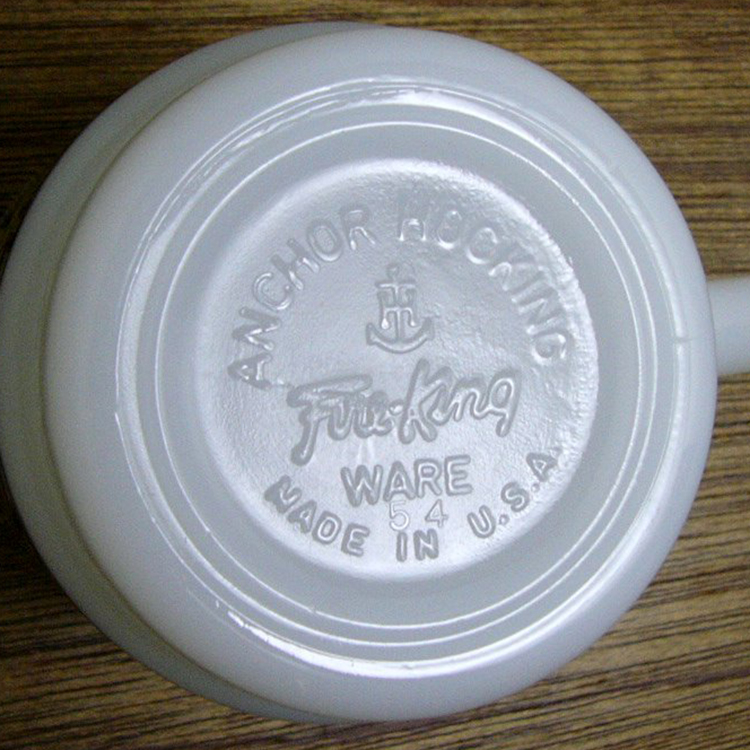 ANCHOR HOCKING
H
Fire-King
WARE
54
MADE IN U.S.A.